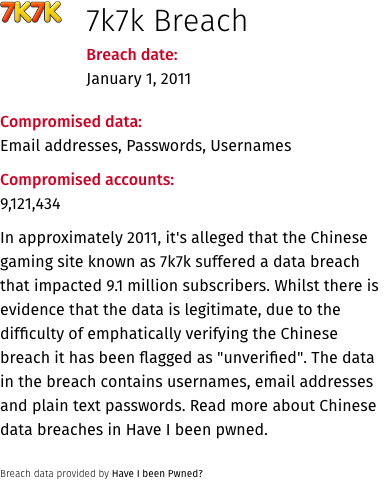 7K7K
7k7k Breach
Breach date:
January 1, 2011
Compromised data:
Email addresses, Passwords, Usernames
Compromised accounts:
9,121,434
In approximately 2011, it's alleged that the Chinese
gaming site known as 7k7k suffered a data breach
that impacted 9.1 million subscribers. Whilst there is
evidence that the data is legitimate, due to the
difficulty of emphatically verifying the Chinese
breach it has been flagged as "unverified". The data
in the breach contains usernames, email addresses
and plain text passwords. Read more about Chinese
data breaches in Have I been pwned.
Breach data provided by Have I been Pwned?